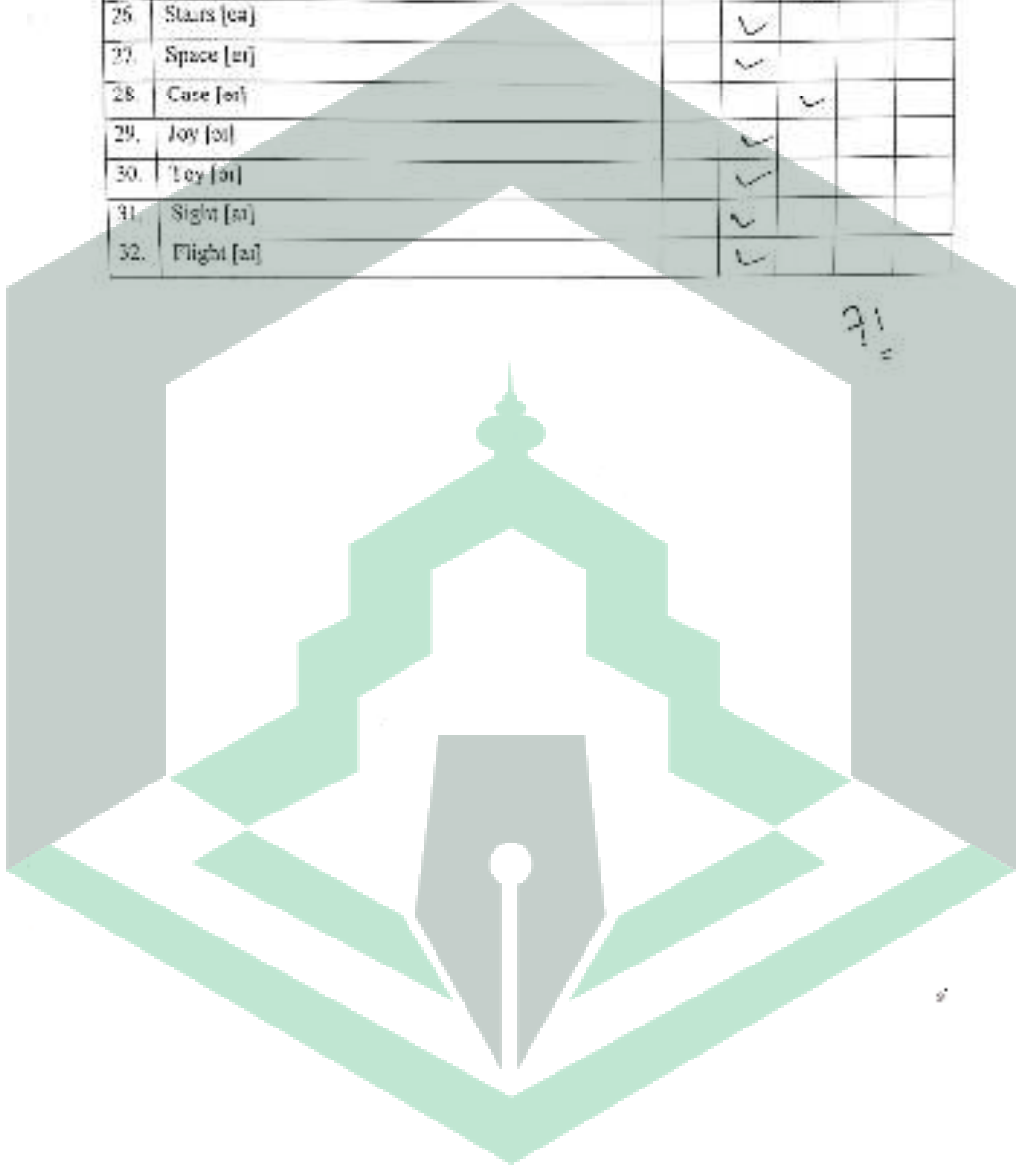 26. Stairs [eə] ✓
27. Space [eɪ] ✓
28. Case [eɪ] ✓
29. Joy [ɔɪ] ✓
30. Toy [ɔɪ] ✓
31. Sight [aɪ] ✓
32. Flight [aɪ] ✓
71